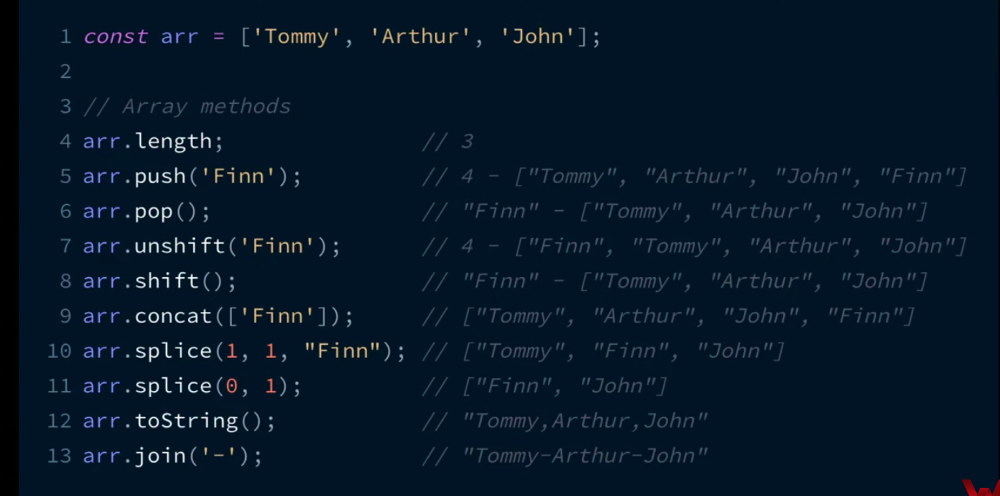 1 const arr = ['Tommy', 'Arthur', 'John'];
2
3 // Array methods
4 arr.length; // 3
5 arr.push('Finn'); // 4 - ["Tommy", "Arthur", "John", "Finn"]
6 arr.pop(); // "Finn" - ["Tommy", "Arthur", "John"]
7 arr.unshift('Finn'); // 4 - ["Finn", "Tommy", "Arthur", "John"]
8 arr.shift(); // "Finn" - ["Tommy", "Arthur", "John"]
9 arr.concat(['Finn']); // ["Tommy", "Arthur", "John", "Finn"]
10 arr.splice(1, 1, "Finn"); // ["Tommy", "Finn", "John"]
11 arr.splice(0, 1); // ["Finn", "John"]
12 arr.toString(); // "Tommy,Arthur,John"
13 arr.join('-'); // "Tommy-Arthur-John"